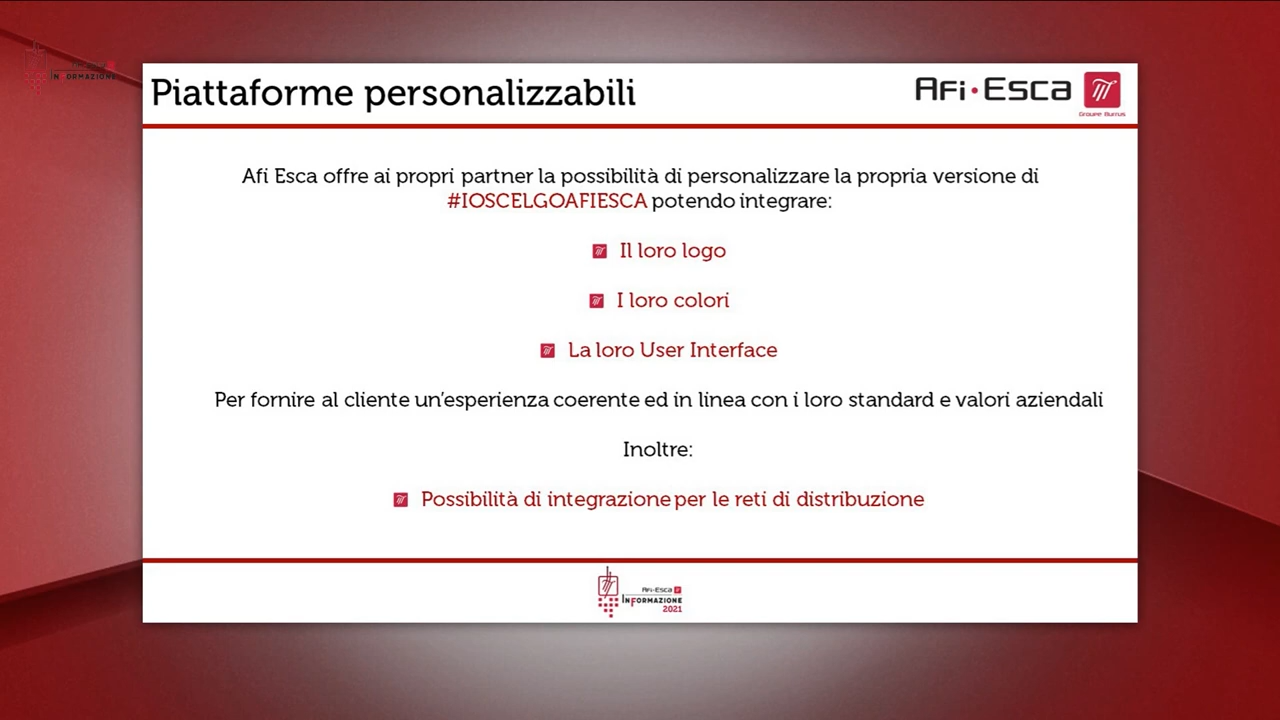 INFORMAZIONE
Piattaforme personalizzabili
AFi•ESCA
Groupe Burrus
Afi Esca offre ai propri partner la possibilità di personalizzare la propria versione di
#IOSCELGOAFIESCA potendo integrare:
Il loro logo
I loro colori
La loro User Interface
Per fornire al cliente un'esperienza coerente ed in linea con i loro standard e valori aziendali
Inoltre:
Possibilità di integrazione per le reti di distribuzione
AFi-ESCA
INFORMAZIONE
2021